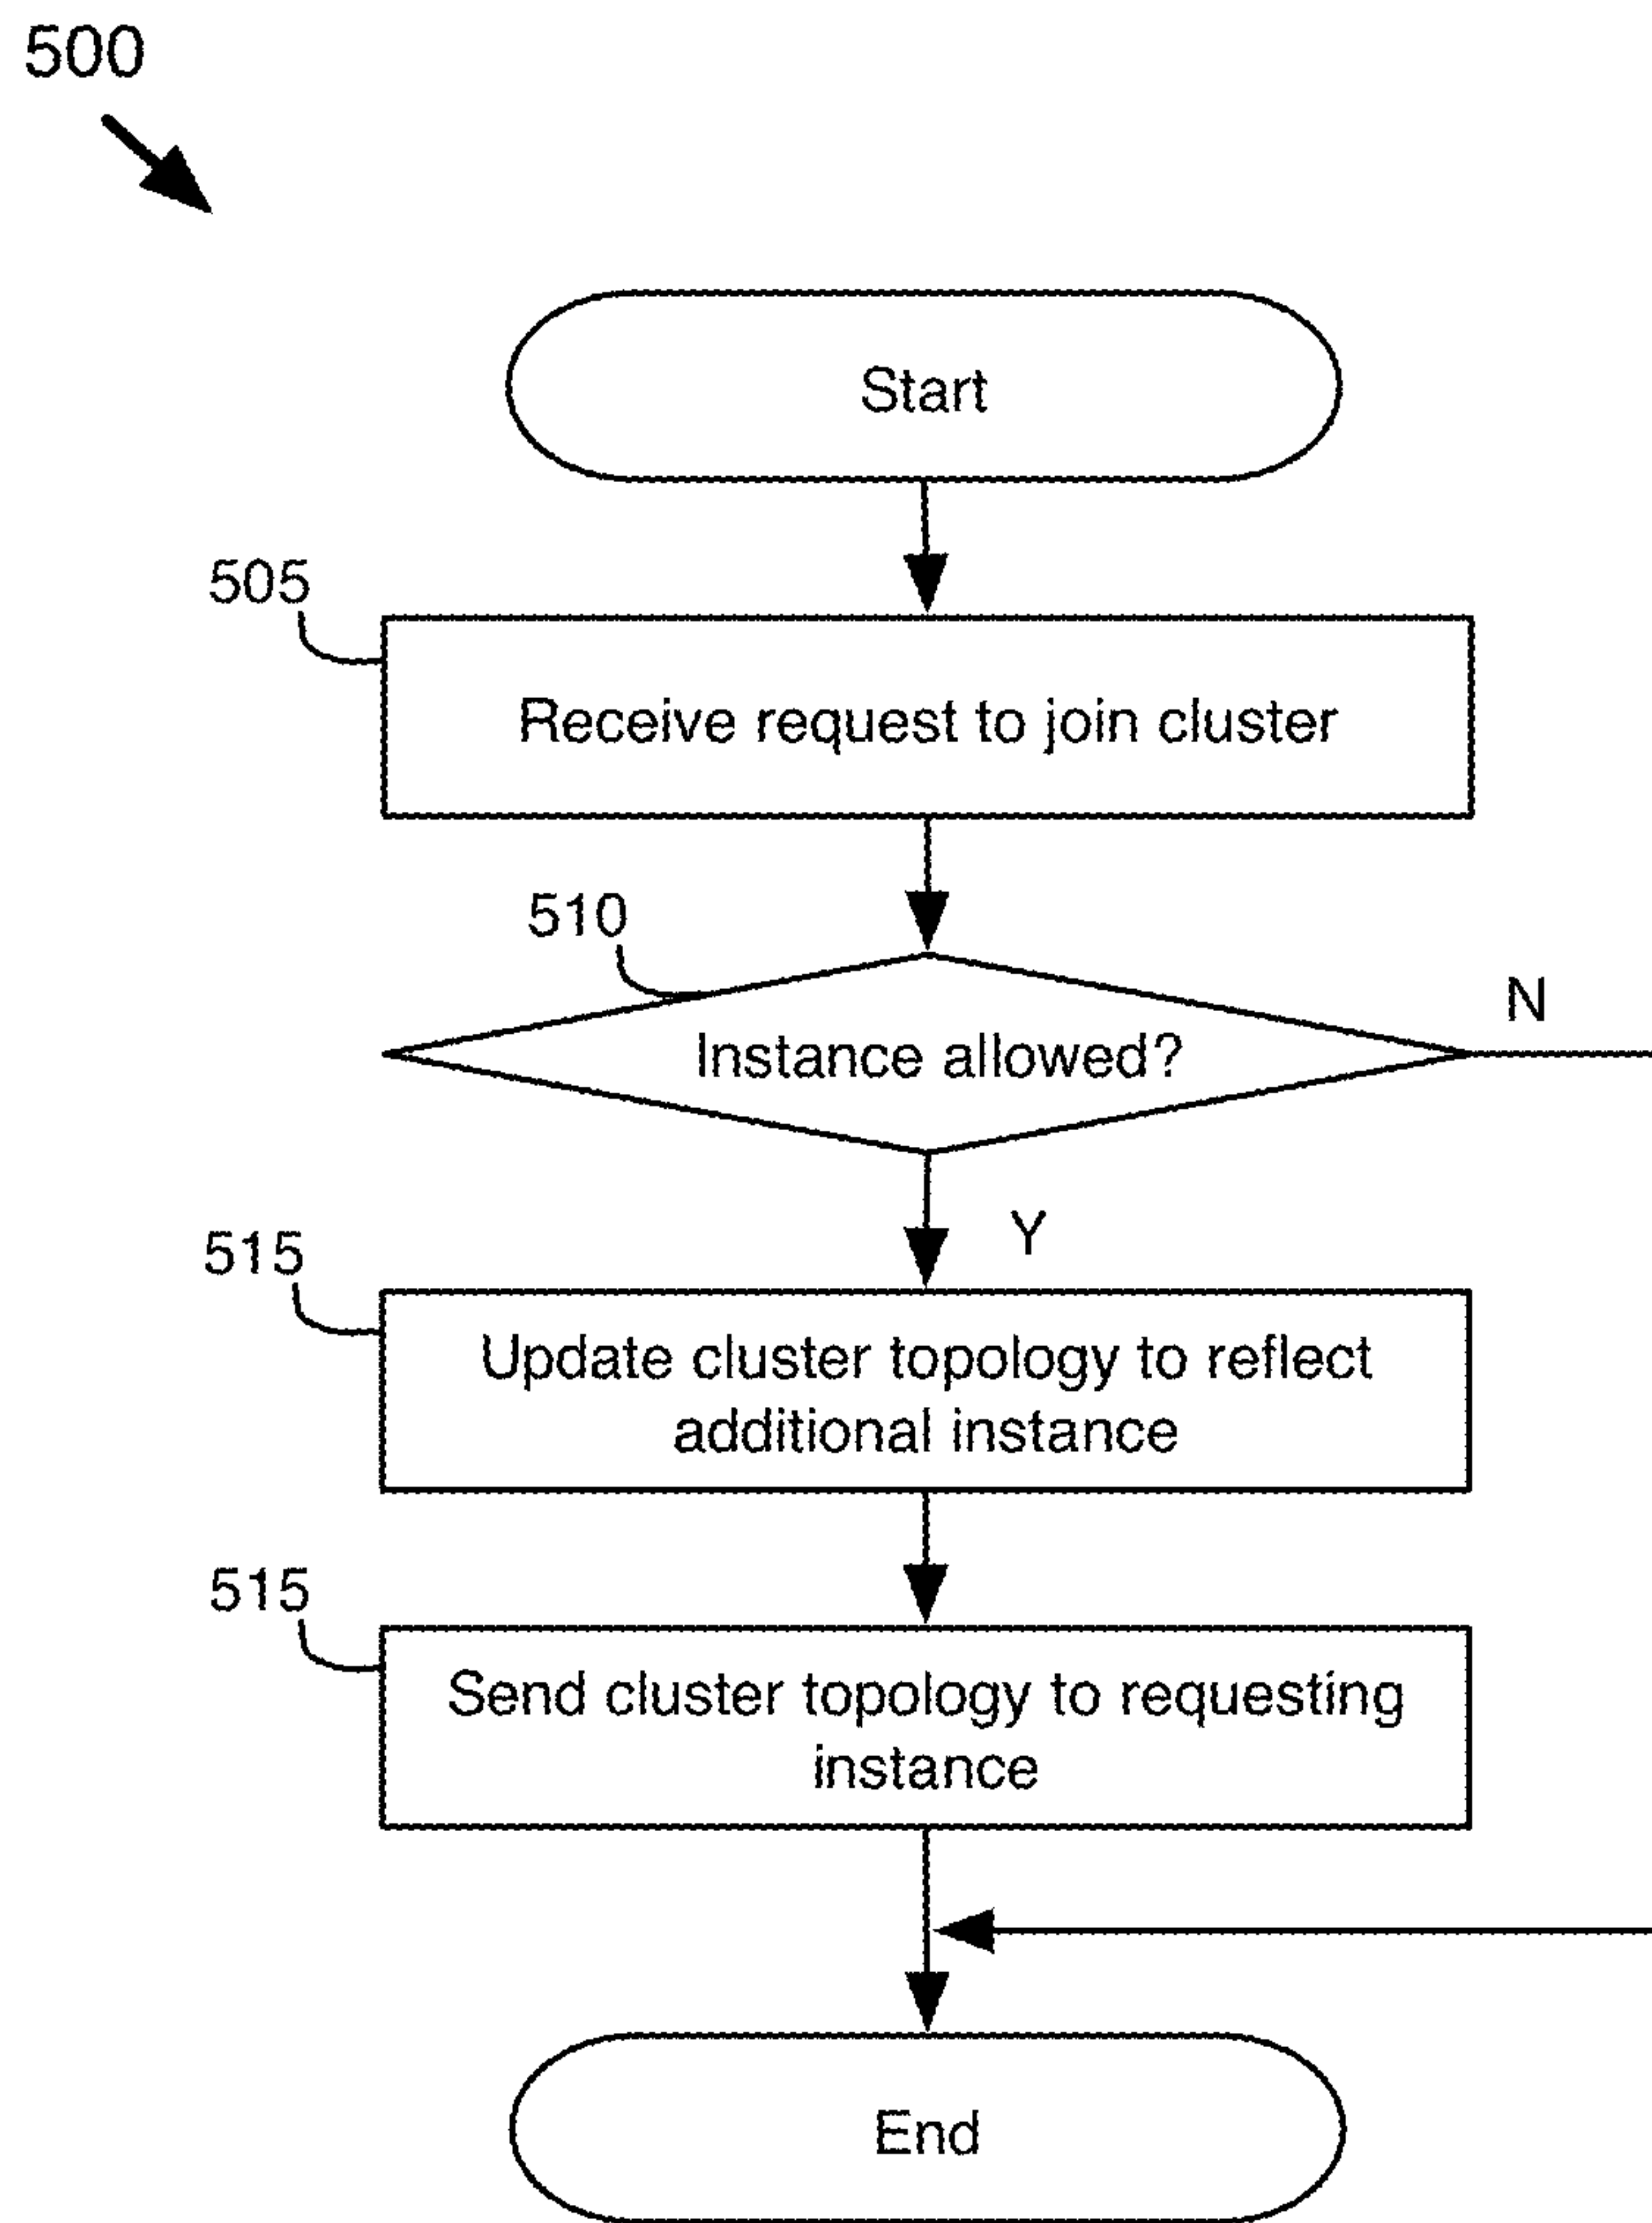 500
Start
505
Receive request to join cluster
510
Instance allowed?
N
Y
515
Update cluster topology to reflect
additional instance
515
Send cluster topology to requesting
instance
End